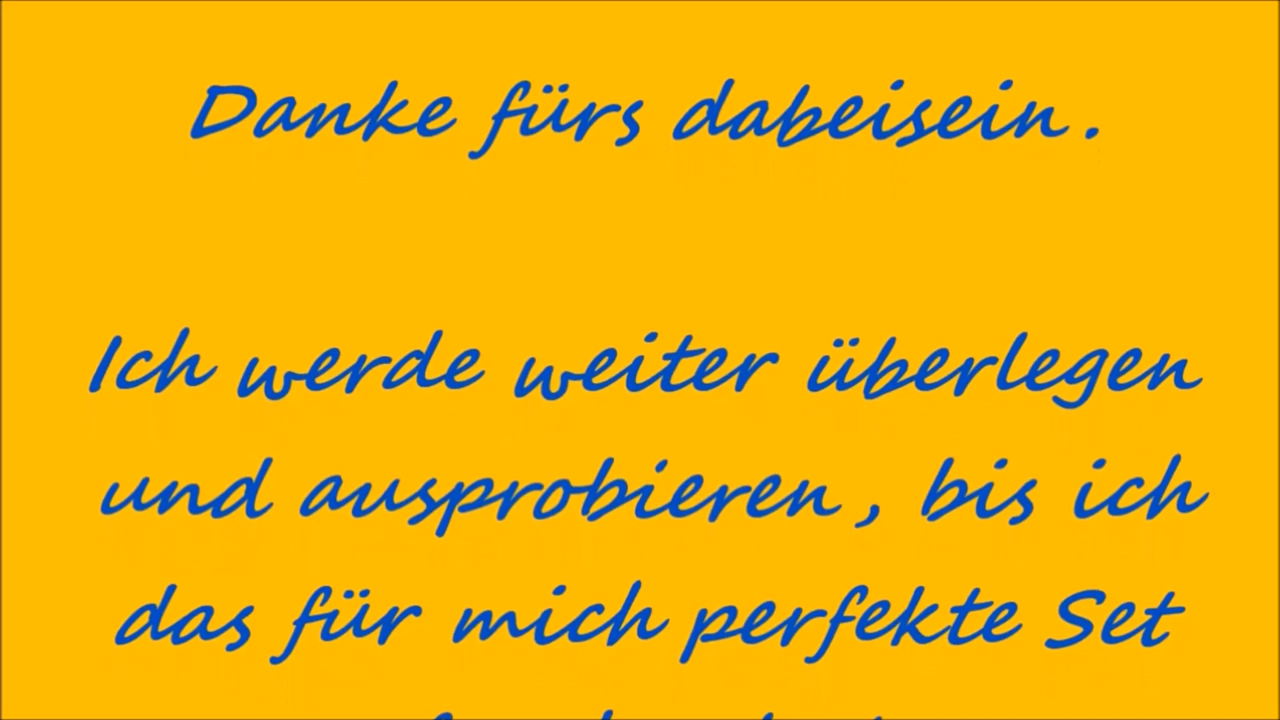 Danke fürs dabeisein.
Ich werde weiter überlegen
und ausprobieren, bis ich
das für mich perfekte Set